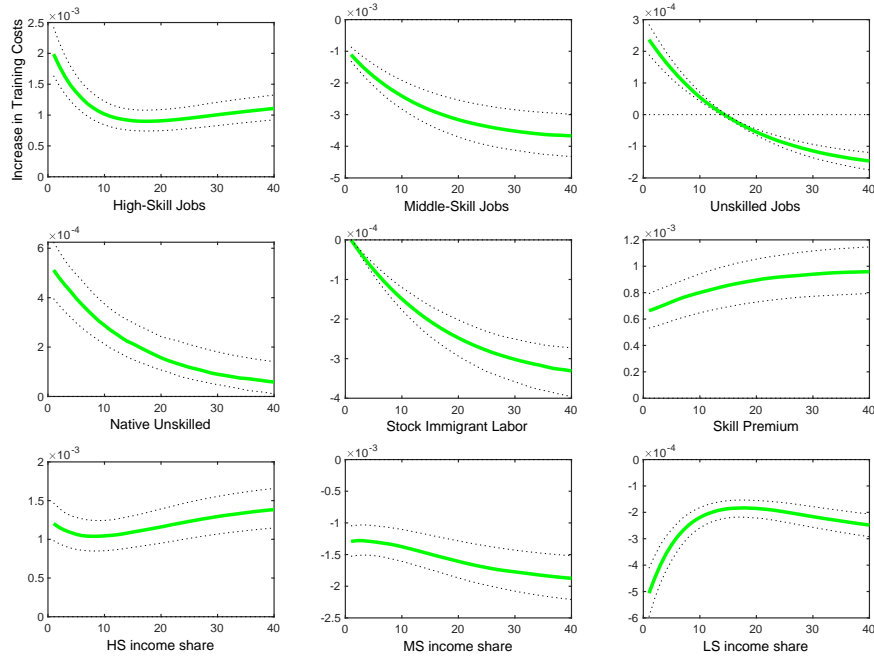 ×10⁻³ ×10⁻³ ×10⁻⁴
Increase in Training Costs
2.5 0 3
2 -1 2
1.5 -2 1
1 -3 0
0.5 -4 -1
0 -5 -2
0 10 20 30 40 0 10 20 30 40 0 10 20 30 40
High-Skill Jobs Middle-Skill Jobs Unskilled Jobs
×10⁻⁴ ×10⁻⁴ ×10⁻³
6 0 1.2
4 -1 1
2 -2 0.8
0 -3 0.6
-4 0.4
0.2
0
0 10 20 30 40 0 10 20 30 40 0 10 20 30 40
Native Unskilled Stock Immigrant Labor Skill Premium
×10⁻³ ×10⁻³ ×10⁻⁴
2 0 0
1.5 -0.5 -1
1 -1 -2
0.5 -1.5 -3
0 -2 -4
-2.5 -5
-6
0 10 20 30 40 0 10 20 30 40 0 10 20 30 40
HS income share MS income share LS income share